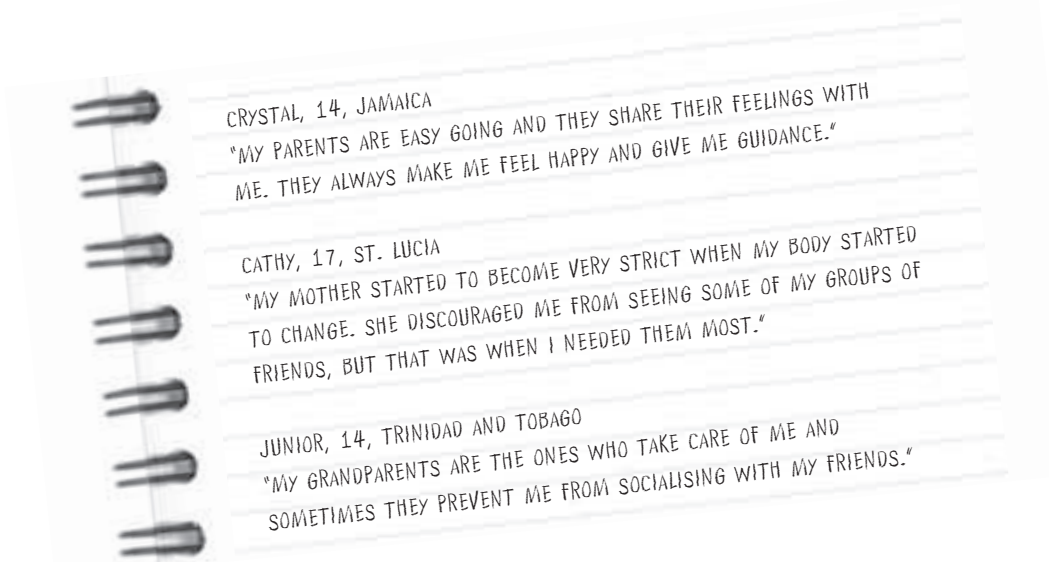 CRYSTAL, 14, JAMAICA
"MY PARENTS ARE EASY GOING AND THEY SHARE THEIR FEELINGS WITH
ME. THEY ALWAYS MAKE ME FEEL HAPPY AND GIVE ME GUIDANCE."
CATHY, 17, ST. LUCIA
"MY MOTHER STARTED TO BECOME VERY STRICT WHEN MY BODY STARTED
TO CHANGE. SHE DISCOURAGED ME FROM SEEING SOME OF MY GROUPS OF
FRIENDS, BUT THAT WAS WHEN I NEEDED THEM MOST."
JUNIOR, 14, TRINIDAD AND TOBAGO
"MY GRANDPARENTS ARE THE ONES WHO TAKE CARE OF ME AND
SOMETIMES THEY PREVENT ME FROM SOCIALISING WITH MY FRIENDS."